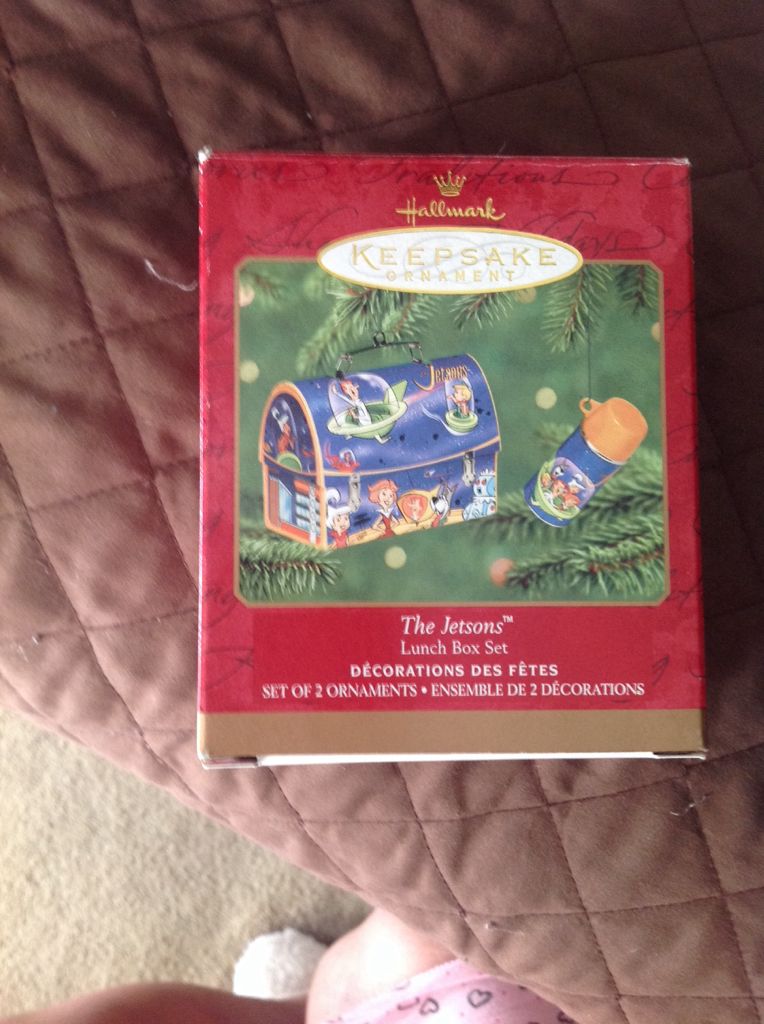 Traditions
Hallmark
KEEPSAKE
ORNAMENT
Jetsons
The Jetsons™
Lunch Box Set
DÉCORATIONS DES FÊTES
SET OF 2 ORNAMENTS • ENSEMBLE DE 2 DÉCORATIONS